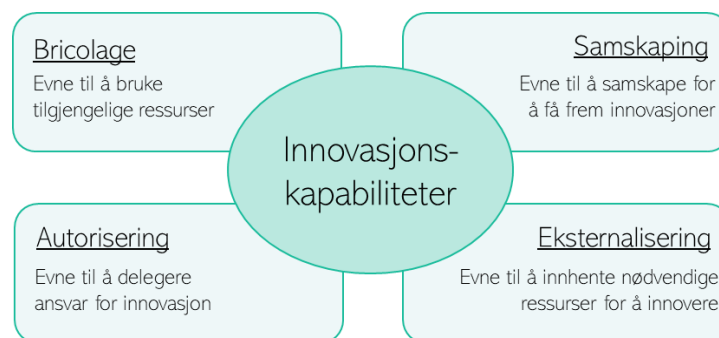 Bricolage
Evne til å bruke
tilgjengelige ressurser
Samskaping
Evne til å samskape for
å få frem innovasjoner
Innovasjons-
kapabiliteter
Autorisering
Evne til å delegere
ansvar for innovasjon
Eksternalisering
Evne til å innhente nødvendige
ressurser for å innovere